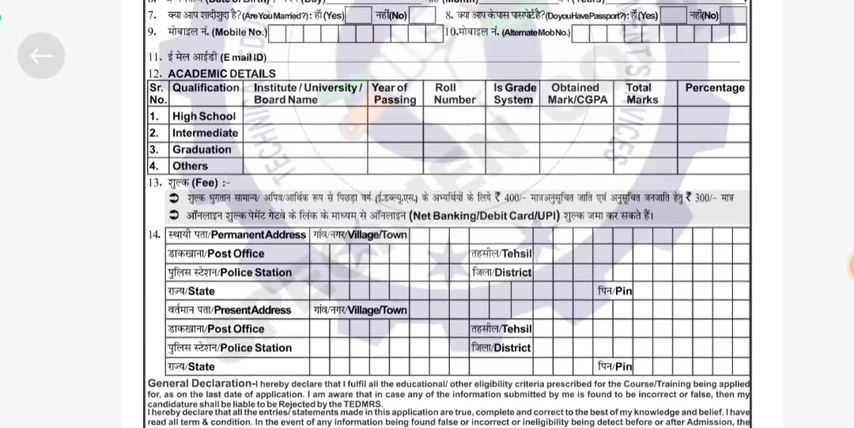 7. क्या आप शादीशुदा है?(Are You Married?): हाँ(Yes) नहीं(No) 8. क्या आप के पास पासपोर्ट है?(Do you Have Passport?): हाँ(Yes) नहीं(No)
9. मोबाइल नं. (Mobile No.) 10.मोबाइल नं. (Alternate Mob No.)
11. ई मेल आईडी (E mail ID)
12. ACADEMIC DETAILS
Sr. No. Qualification Institute / University / Board Name Year of Passing Roll Number Is Grade System Obtained Mark/CGPA Total Marks Percentage
1. High School
2. Intermediate
3. Graduation
4. Others
13. शुल्क (Fee) :-
शुल्क भुगतान सामान्य/ अपिव/आर्थिक रूप से पिछड़ा वर्ग (ई.डब्ल्यू.एस.) के अभ्यर्थियों के लिये ₹ 400/- मात्रअनुसूचित जाति एवं अनुसूचित जनजाति हेतु ₹ 300/- मात्र
ऑनलाइन शुल्क पेमेंट गेटवे के लिंक के माध्यम से ऑनलाइन (Net Banking/Debit Card/UPI) शुल्क जमा कर सकते हैं।
14. स्थायी पता/Permanent Address गांव/नगर/Village/Town
डाकखाना/Post Office तहसील/Tehsil
पुलिस स्टेशन/Police Station जिला/District
राज्य/State पिन/Pin
वर्तमान पता/Present Address गांव/नगर/Village/Town
डाकखाना/Post Office तहसील/Tehsil
पुलिस स्टेशन/Police Station जिला/District
राज्य/State पिन/Pin
General Declaration-I hereby declare that I fulfil all the educational/ other eligibility criteria prescribed for the Course/Training being applied
for, as on the last date of application. I am aware that in case any of the information submitted by me is found to be incorrect or false, then my
candidature shall be liable to be Rejected by the TEDMRS.
I hereby declare that all the entries/ statements made in this application are true, complete and correct to the best of my knowledge and belief. I have
read all term & condition. In the event of any information being found false or incorrect or ineligibility being detect before or after Admission, the